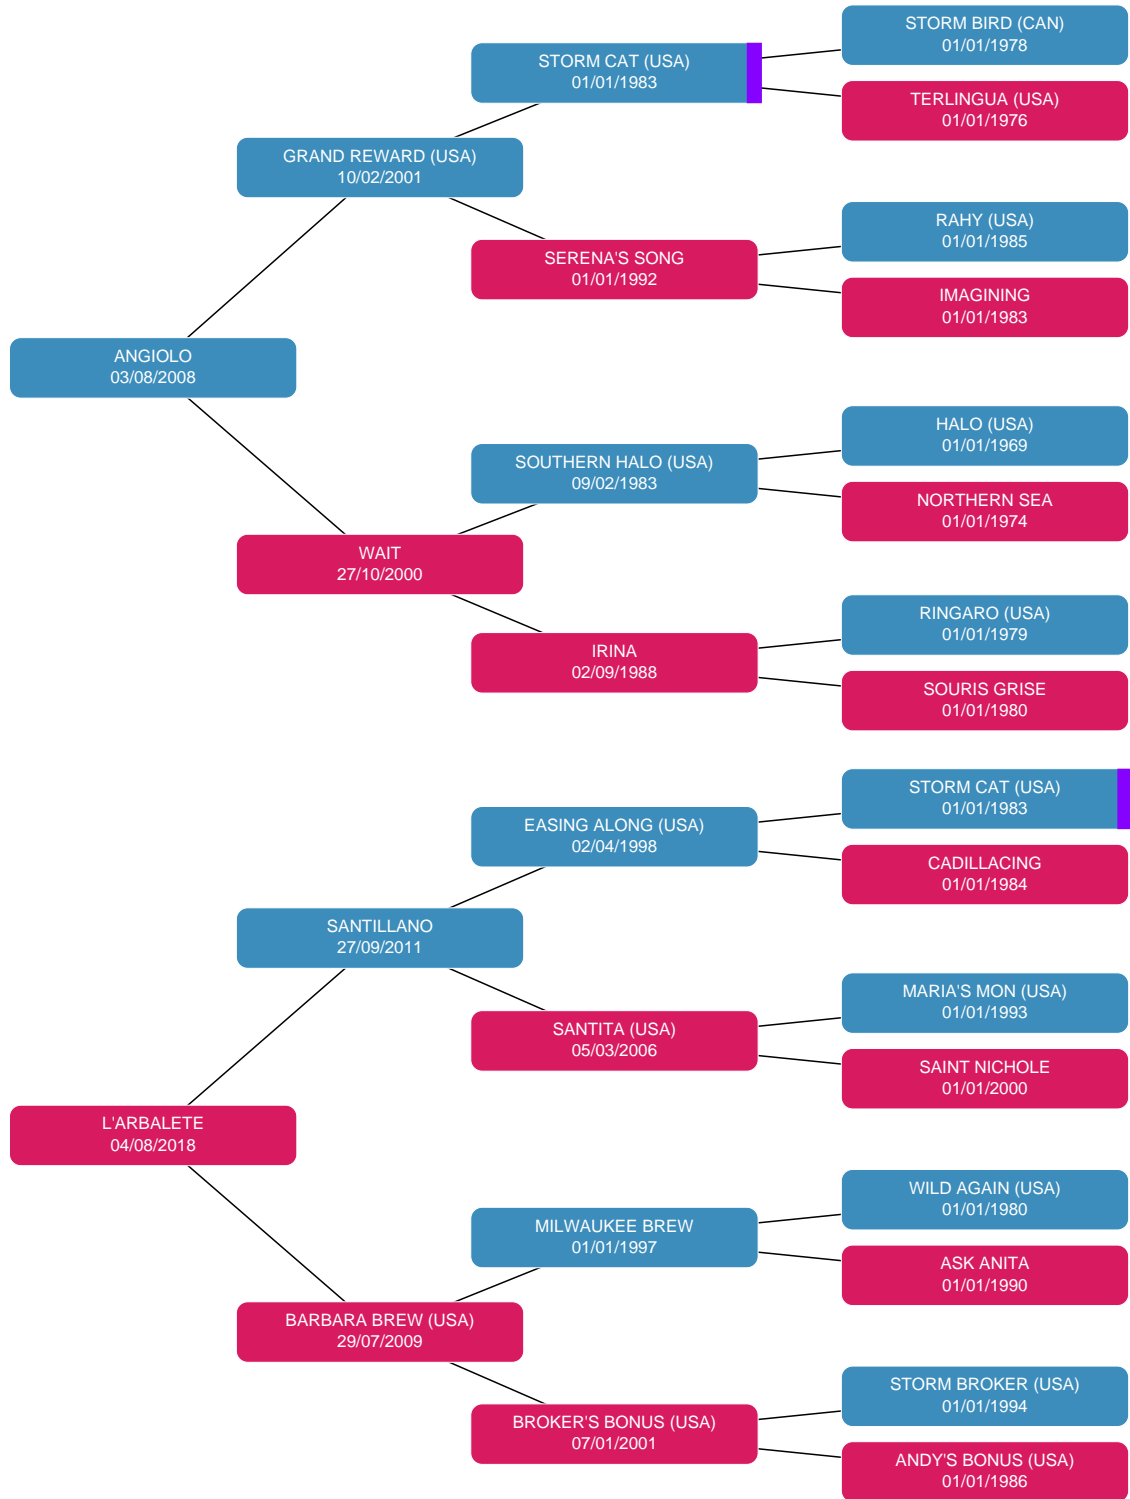 STORM BIRD (CAN)
01/01/1978
STORM CAT (USA)
01/01/1983
TERLINGUA (USA)
01/01/1976
GRAND REWARD (USA)
10/02/2001
RAHY (USA)
01/01/1985
SERENA'S SONG
01/01/1992
IMAGINING
01/01/1983
ANGIOLO
03/08/2008
HALO (USA)
01/01/1969
SOUTHERN HALO (USA)
09/02/1983
NORTHERN SEA
01/01/1974
WAIT
27/10/2000
RINGARO (USA)
01/01/1979
IRINA
02/09/1988
SOURIS GRISE
01/01/1980
STORM CAT (USA)
01/01/1983
EASING ALONG (USA)
02/04/1998
CADILLACING
01/01/1984
SANTILLANO
27/09/2011
MARIA'S MON (USA)
01/01/1993
SANTITA (USA)
05/03/2006
SAINT NICHOLE
01/01/2000
L'ARBALETE
04/08/2018
WILD AGAIN (USA)
01/01/1980
MILWAUKEE BREW
01/01/1997
ASK ANITA
01/01/1990
BARBARA BREW (USA)
29/07/2009
STORM BROKER (USA)
01/01/1994
BROKER'S BONUS (USA)
07/01/2001
ANDY'S BONUS (USA)
01/01/1986